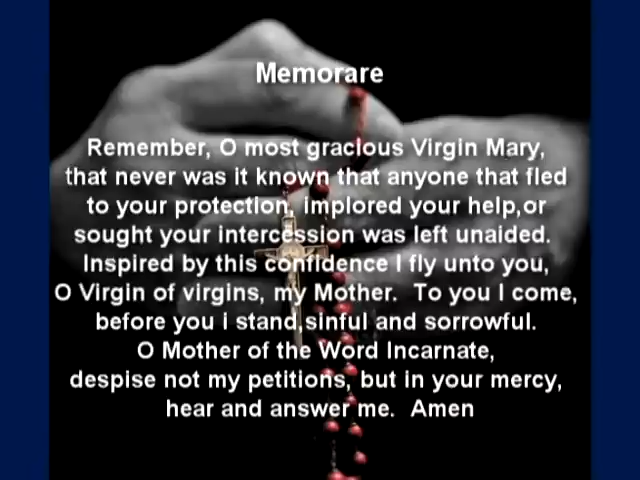 Memorare
Remember, O most gracious Virgin Mary,
that never was it known that anyone that fled
to your protection, implored your help,or
sought your intercession was left unaided.
Inspired by this confidence I fly unto you,
O Virgin of virgins, my Mother. To you I come,
before you i stand,sinful and sorrowful.
O Mother of the Word Incarnate,
despise not my petitions, but in your mercy,
hear and answer me. Amen